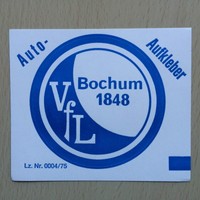 Auto-
Aufkleber
Bochum
1848
VfL
Lz. Nr. 0004/75